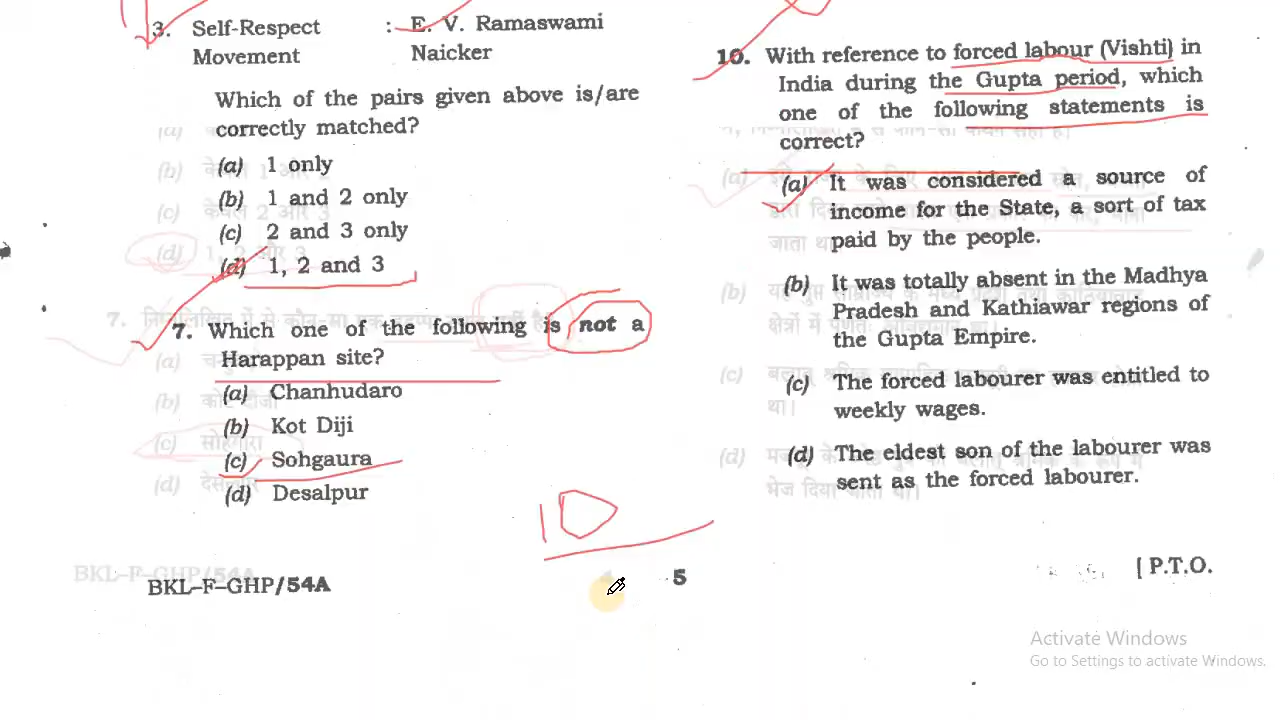 3. Self-Respect : E. V. Ramaswami
Movement Naicker
Which of the pairs given above is/are
correctly matched?
(a) 1 only
(b) 1 and 2 only
(c) 2 and 3 only
(d) 1, 2 and 3
7. Which one of the following is not a
Harappan site?
(a) Chanhudaro
(b) Kot Diji
(c) Sohgaura
(d) Desalpur
10. With reference to forced labour (Vishti) in
India during the Gupta period, which
one of the following statements is
correct?
(a) It was considered a source of
income for the State, a sort of tax
paid by the people.
(b) It was totally absent in the Madhya
Pradesh and Kathiawar regions of
the Gupta Empire.
(c) The forced labourer was entitled to
weekly wages.
(d) The eldest son of the labourer was
sent as the forced labourer.
10
BKL-F-GHP/54A
5
[ P.T.O.
Activate Windows
Go to Settings to activate Windows.